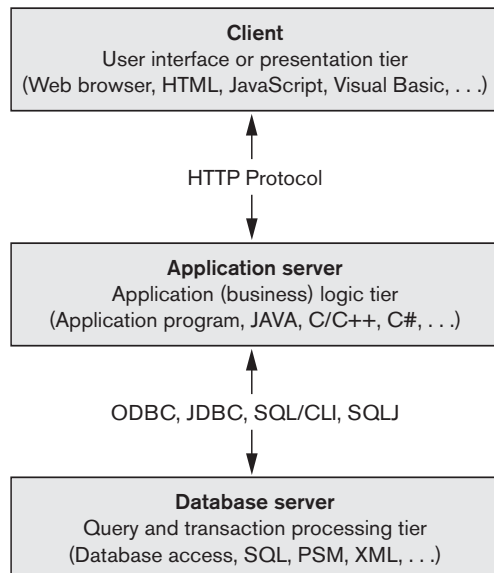 Client
User interface or presentation tier
(Web browser, HTML, JavaScript, Visual Basic, . . .)
HTTP Protocol
Application server
Application (business) logic tier
(Application program, JAVA, C/C++, C#, . . .)
ODBC, JDBC, SQL/CLI, SQLJ
Database server
Query and transaction processing tier
(Database access, SQL, PSM, XML, . . .)